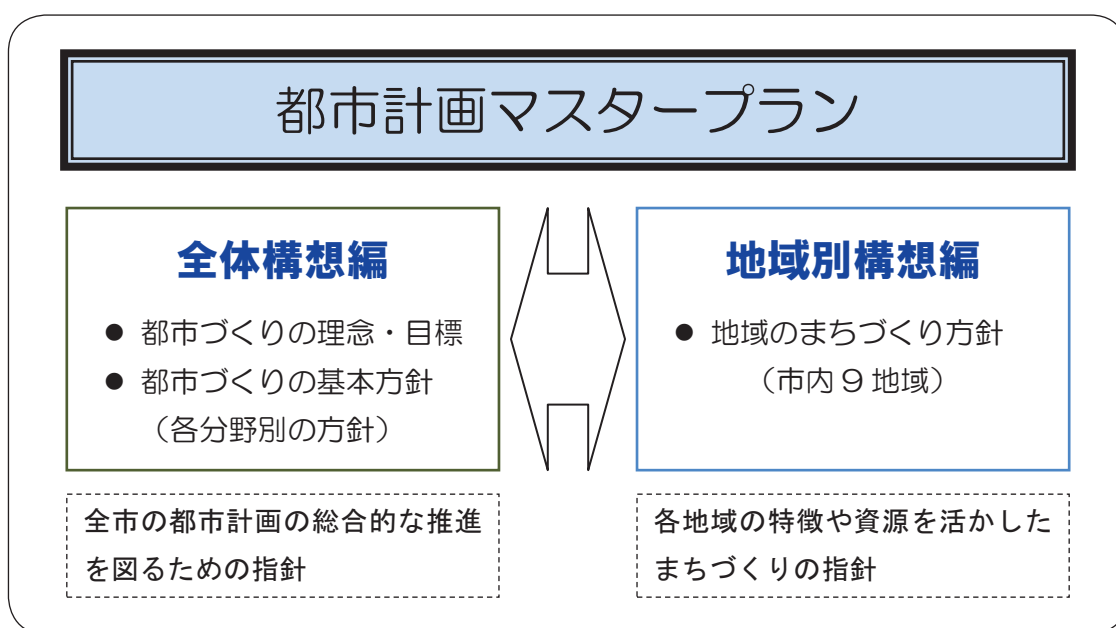 都市計画マスタープラン
全体構想編
● 都市づくりの理念・目標
● 都市づくりの基本方針
（各分野別の方針）
全市の都市計画の総合的な推進
を図るための指針
地域別構想編
● 地域のまちづくり方針
（市内９地域）
各地域の特徴や資源を活かした
まちづくりの指針